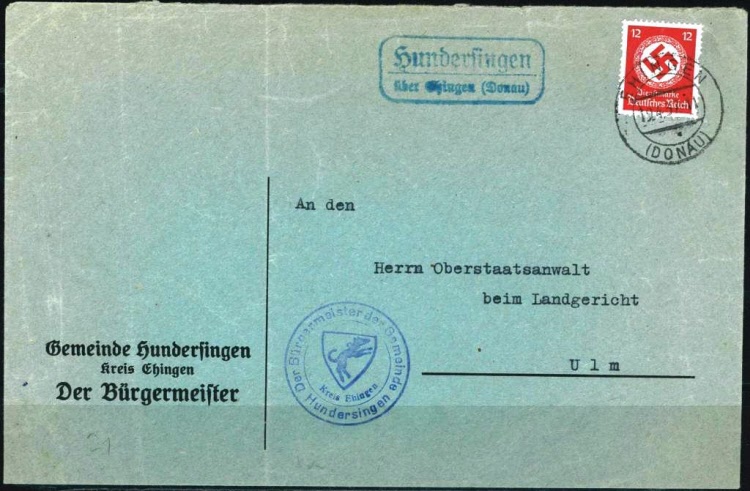 Hundersingen
über Ehingen (Donau)
12 12
Dienstmarke
Deutsches Reich
EHINGEN
(DONAU)
An den
Herrn Oberstaatsanwalt
beim Landgericht
Ulm
Gemeinde Hundersingen
Kreis Ehingen
Der Bürgermeister
Der Bürgermeister der Gemeinde
Hundersingen
Kreis Ehingen